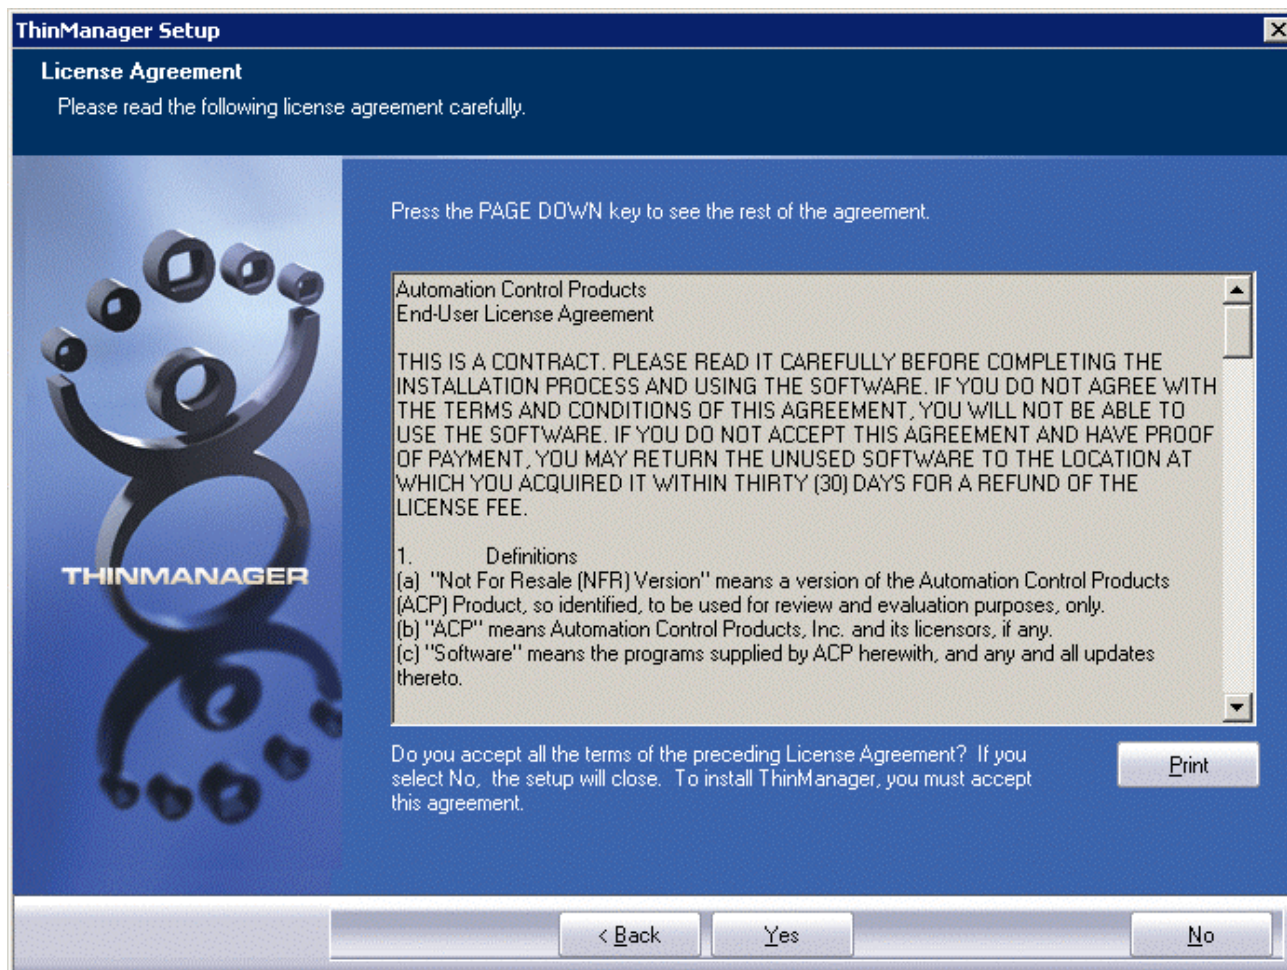 ThinManager Setup
License Agreement
Please read the following license agreement carefully.
Press the PAGE DOWN key to see the rest of the agreement.
Automation Control Products
End-User License Agreement
THIS IS A CONTRACT. PLEASE READ IT CAREFULLY BEFORE COMPLETING THE
INSTALLATION PROCESS AND USING THE SOFTWARE. IF YOU DO NOT AGREE WITH
THE TERMS AND CONDITIONS OF THIS AGREEMENT, YOU WILL NOT BE ABLE TO
USE THE SOFTWARE. IF YOU DO NOT ACCEPT THIS AGREEMENT AND HAVE PROOF
OF PAYMENT, YOU MAY RETURN THE UNUSED SOFTWARE TO THE LOCATION AT
WHICH YOU ACQUIRED IT WITHIN THIRTY (30) DAYS FOR A REFUND OF THE
LICENSE FEE.
1. Definitions
(a) "Not For Resale (NFR) Version" means a version of the Automation Control Products
(ACP) Product, so identified, to be used for review and evaluation purposes, only.
(b) "ACP" means Automation Control Products, Inc. and its licensors, if any.
(c) "Software" means the programs supplied by ACP herewith, and any and all updates
thereto.
THINMANAGER
Do you accept all the terms of the preceding License Agreement? If you
select No, the setup will close. To install ThinManager, you must accept
this agreement.
Print
< Back
Yes
No